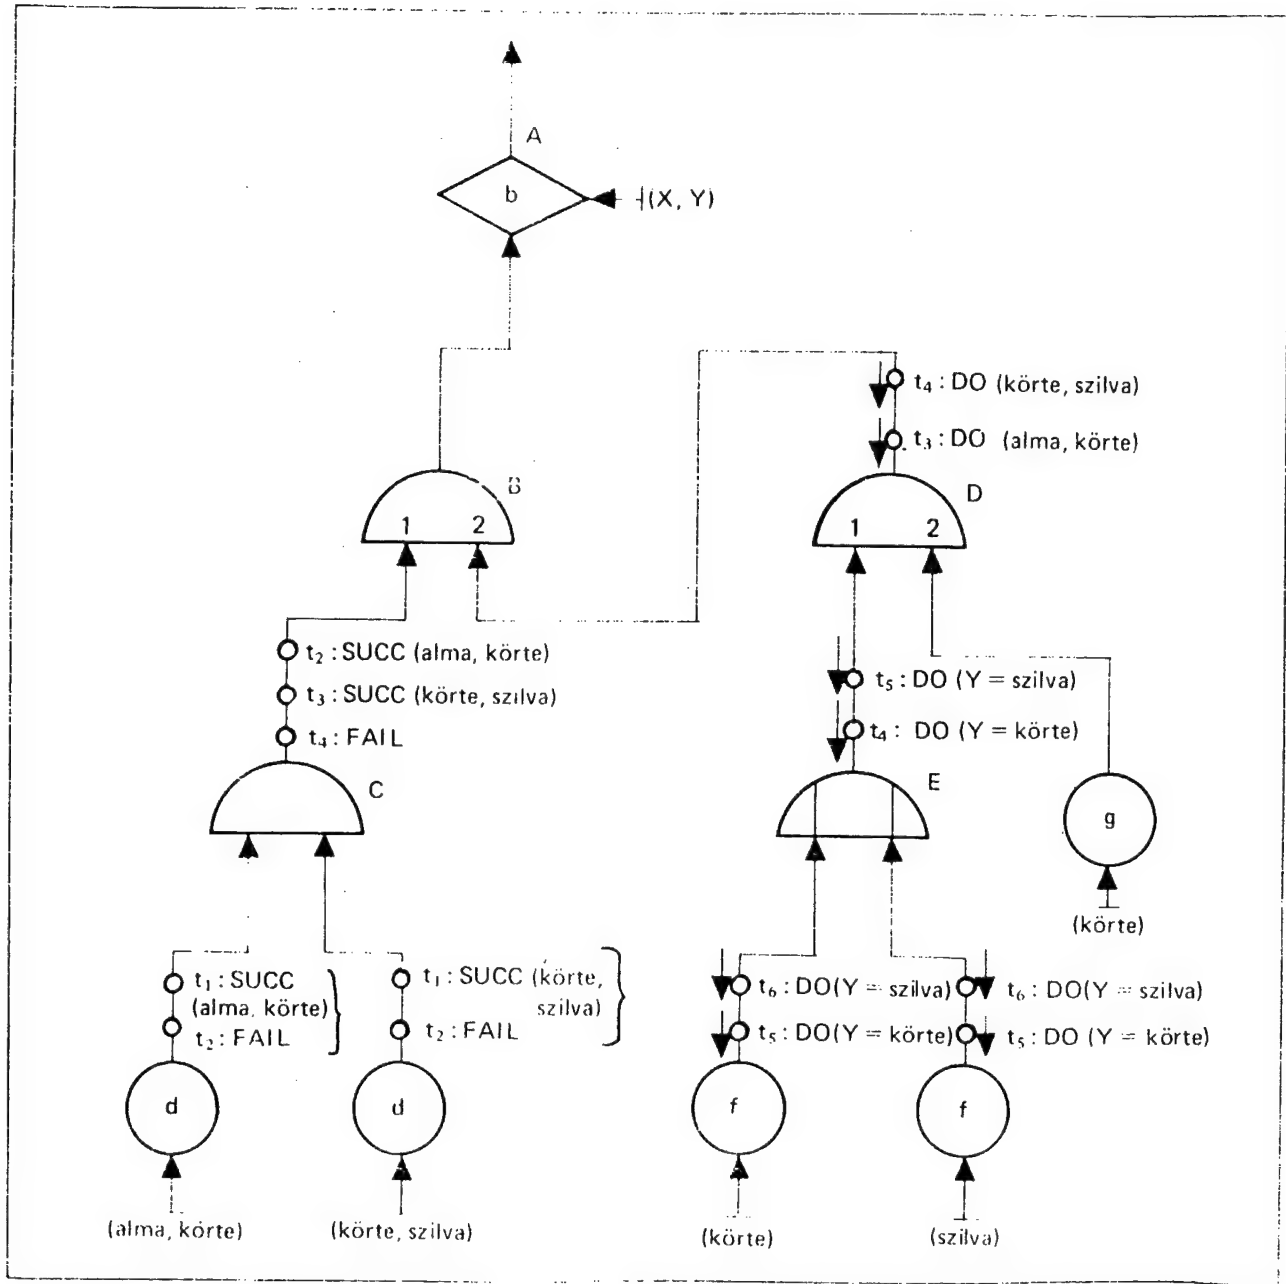 A
b
(X, Y)
t₄ : DO (körte, szilva)
t₃ : DO (alma, körte)
B
D
1 2
1 2
t₂ : SUCC (alma, körte)
t₃ : SUCC (körte, szilva)
t₄ : FAIL
t₅ : DO (Y = szilva)
t₄ : DO (Y = körte)
C
E
g
(körte)
t₁ : SUCC
(alma, körte)
t₂ : FAIL
t₁ : SUCC (körte,
szilva)
t₂ : FAIL
t₆ : DO(Y = szilva)
t₅ : DO(Y = körte)
t₆ : DO(Y = szilva)
t₅ : DO (Y = körte)
d
d
f
f
(alma, körte)
(körte, szilva)
(körte)
(szilva)